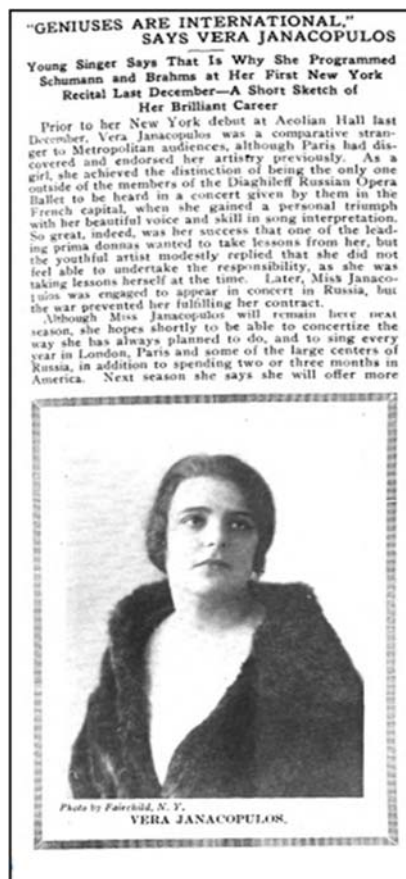 "GENIUSES ARE INTERNATIONAL,"
SAYS VERA JANACOPULOS
Young Singer Says That Is Why She Programmed
Schumann and Brahms at Her First New York
Recital Last December—A Short Sketch of
Her Brilliant Career
Prior to her New York debut at Aeolian Hall last
December, Vera Janacopulos was a comparative stran-
ger to Metropolitan audiences, although Paris had dis-
covered and endorsed her artistry previously. As a
girl, she achieved the distinction of being the only one
outside of the members of the Diaghileff Russian Opera
Ballet to be heard in a concert given by them in the
French capital, when she gained a personal triumph
with her beautiful voice and skill in song interpretation.
So great, indeed, was her success that one of the lead-
ing prima donnas wanted to take lessons from her, but
the youthful artist modestly replied that she did not
feel able to undertake the responsibility, as she was
taking lessons herself at the time. Later, Miss Janaco-
pulos was engaged to appear in concert in Russia, but
the war prevented her fulfilling her contract.
Although Miss Janacopulos will remain here next
season, she hopes shortly to be able to concertize the
way she has always planned to do, and to sing every
year in London, Paris and some of the large centers of
Russia, in addition to spending two or three months in
America. Next season she says she will offer more
Photo by Fairchild, N. Y.
VERA JANACOPULOS.